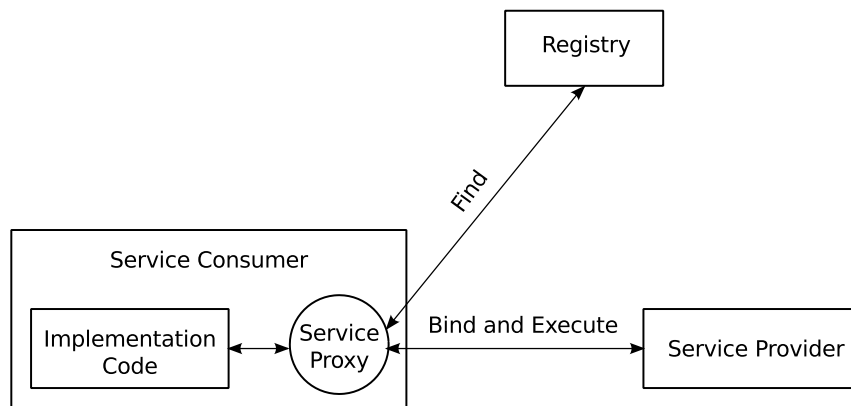 Registry
Find
Service Consumer
Bind and Execute
Implementation
Code
Service
Proxy
Service Provider